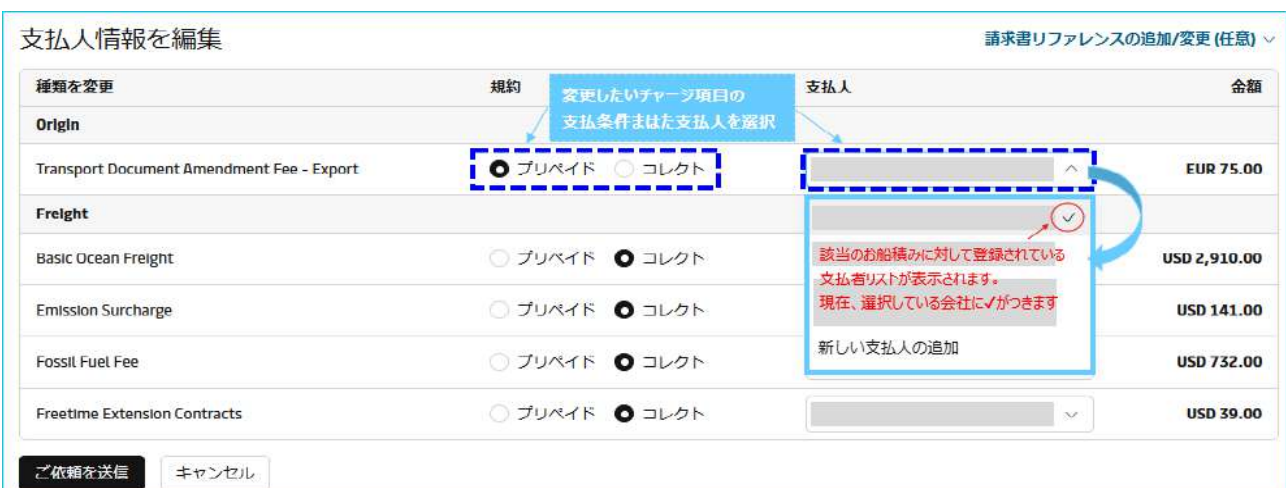 支払人情報を編集
請求書リファレンスの追加/変更 (任意)
種類を変更 規約 支払人 金額
変更したいチャージ項目の
支払条件または支払人を選択
Origin
Transport Document Amendment Fee - Export プリペイド コレクト EUR 75.00
Freight
Basic Ocean Freight プリペイド コレクト USD 2,910.00
該当のお船積みに対して登録されている
支払者リストが表示されます。
現在、選択している会社に✓がつきます
Emission Surcharge プリペイド コレクト USD 141.00
新しい支払人の追加
Fossil Fuel Fee プリペイド コレクト USD 732.00
Freetime Extension Contracts プリペイド コレクト USD 39.00
ご依頼を送信 キャンセル